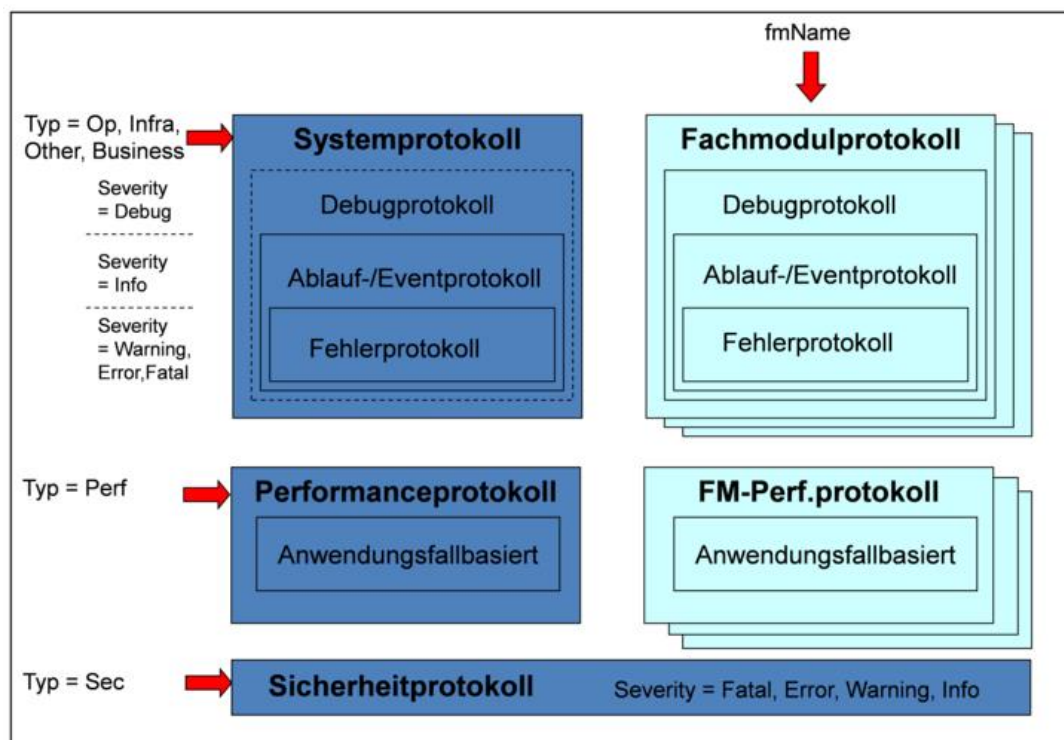 fmName
Typ = Op, Infra,
Other, Business
Severity
= Debug
Severity
= Info
Severity
= Warning,
Error,Fatal
Systemprotokoll
Debugprotokoll
Ablauf-/Eventprotokoll
Fehlerprotokoll
Fachmodulprotokoll
Debugprotokoll
Ablauf-/Eventprotokoll
Fehlerprotokoll
Typ = Perf
Performanceprotokoll
Anwendungsfallbasiert
FM-Perf.protokoll
Anwendungsfallbasiert
Typ = Sec
Sicherheitprotokoll
Severity = Fatal, Error, Warning, Info